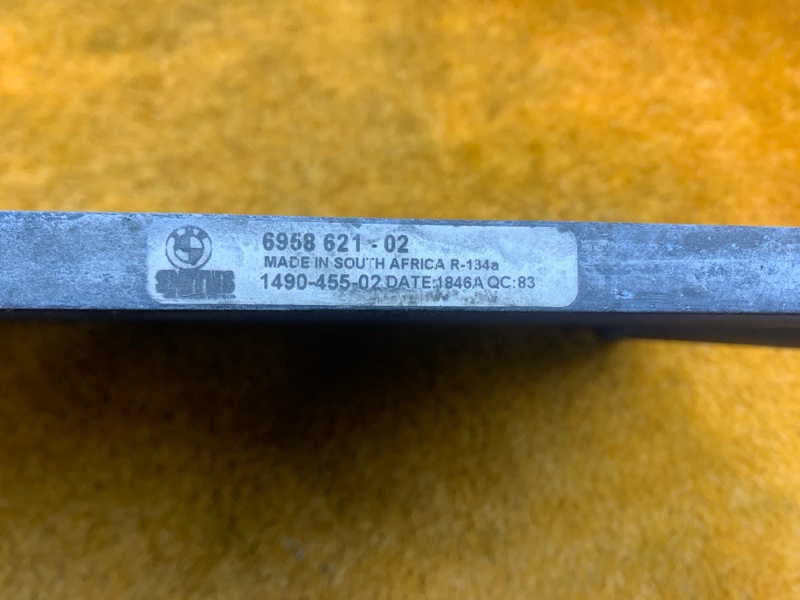 6958 621 - 02
MADE IN SOUTH AFRICA R-134a
1490-455-02 DATE:1846A QC:83